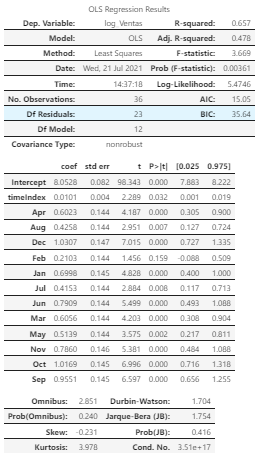 OLS Regression Results
Dep. Variable: log_Ventas R-squared: 0.657
Model: OLS Adj. R-squared: 0.478
Method: Least Squares F-statistic: 3.669
Date: Wed, 21 Jul 2021 Prob (F-statistic): 0.00361
Time: 14:37:18 Log-Likelihood: 5.4746
No. Observations: 36 AIC: 15.05
Df Residuals: 23 BIC: 35.64
Df Model: 12
Covariance Type: nonrobust
coef std err t P>|t| [0.025 0.975]
Intercept 8.0528 0.082 98.343 0.000 7.883 8.222
timeIndex 0.0101 0.004 2.289 0.032 0.001 0.019
Apr 0.6023 0.144 4.187 0.000 0.305 0.900
Aug 0.4258 0.144 2.951 0.007 0.127 0.724
Dec 1.0307 0.147 7.015 0.000 0.727 1.335
Feb 0.2103 0.144 1.456 0.159 -0.088 0.509
Jan 0.6998 0.145 4.828 0.000 0.400 1.000
Jul 0.4153 0.144 2.884 0.008 0.117 0.713
Jun 0.7909 0.144 5.499 0.000 0.493 1.088
Mar 0.6056 0.144 4.203 0.000 0.308 0.904
May 0.5139 0.144 3.575 0.002 0.217 0.811
Nov 0.7860 0.146 5.381 0.000 0.484 1.088
Oct 1.0169 0.145 6.996 0.000 0.716 1.318
Sep 0.9551 0.145 6.597 0.000 0.656 1.255
Omnibus: 2.851 Durbin-Watson: 1.704
Prob(Omnibus): 0.240 Jarque-Bera (JB): 1.754
Skew: -0.231 Prob(JB): 0.416
Kurtosis: 3.978 Cond. No. 3.51e+17